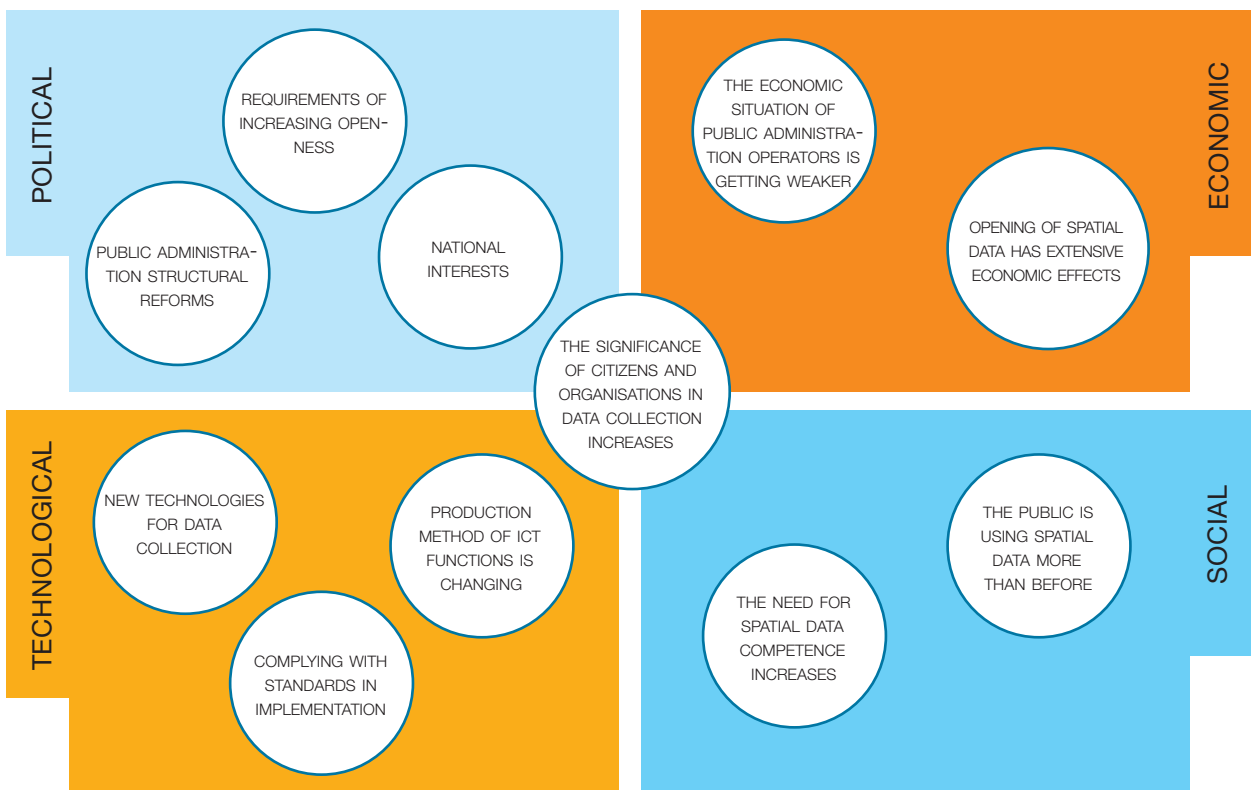 POLITICAL
REQUIREMENTS OF
INCREASING OPEN-
NESS
PUBLIC ADMINISTRA-
TION STRUCTURAL
REFORMS
NATIONAL
INTERESTS
ECONOMIC
THE ECONOMIC
SITUATION OF
PUBLIC ADMINISTRA-
TION OPERATORS IS
GETTING WEAKER
OPENING OF SPATIAL
DATA HAS EXTENSIVE
ECONOMIC EFFECTS
THE SIGNIFICANCE
OF CITIZENS AND
ORGANISATIONS IN
DATA COLLECTION
INCREASES
TECHNOLOGICAL
NEW TECHNOLOGIES
FOR DATA
COLLECTION
PRODUCTION
METHOD OF ICT
FUNCTIONS IS
CHANGING
COMPLYING WITH
STANDARDS IN
IMPLEMENTATION
SOCIAL
THE PUBLIC IS
USING SPATIAL
DATA MORE
THAN BEFORE
THE NEED FOR
SPATIAL DATA
COMPETENCE
INCREASES